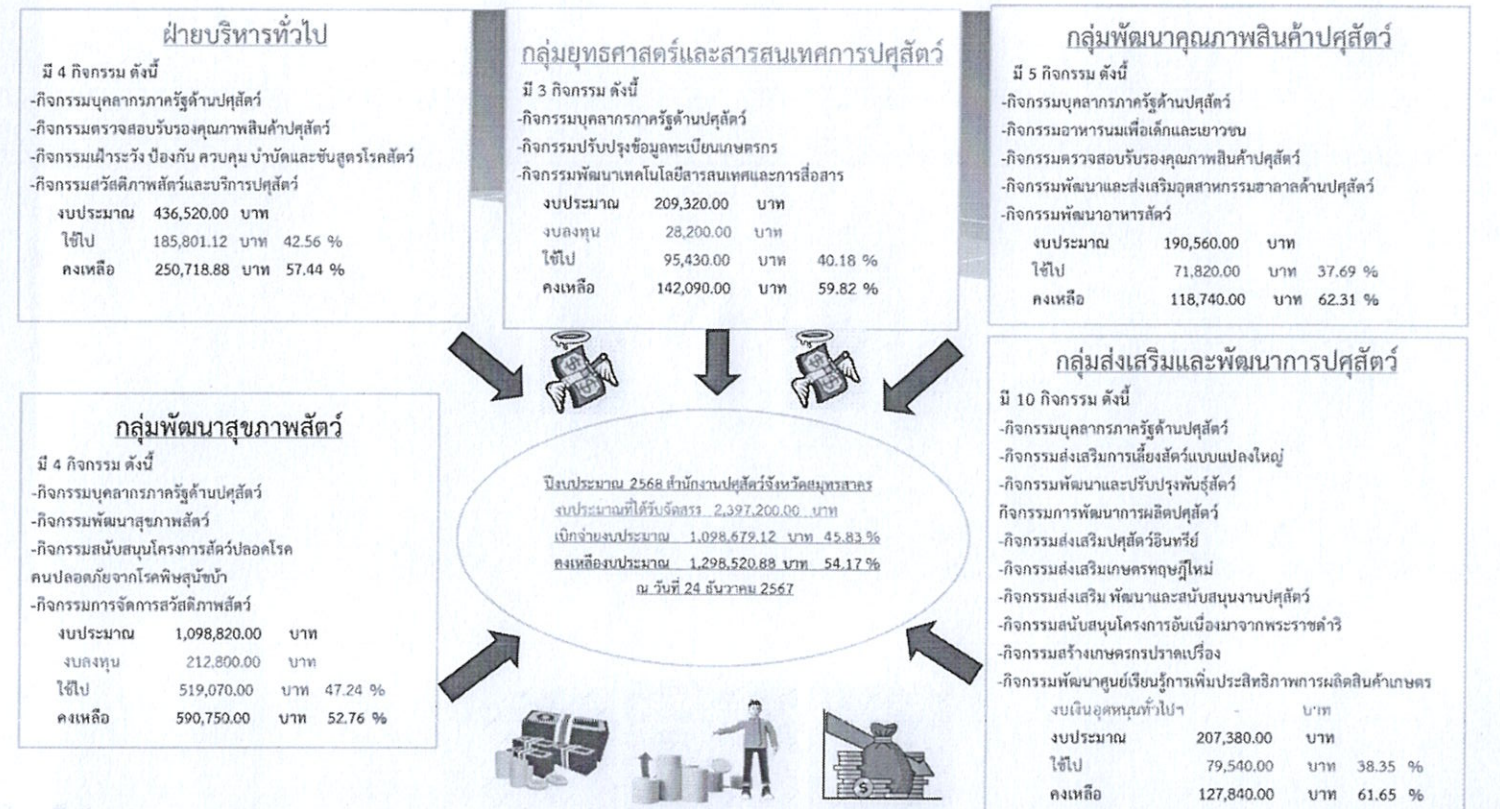 ฝ่ายบริหารทั่วไป
มี 4 กิจกรรม ดังนี้
-กิจกรรมบุคลากรภาครัฐด้านปศุสัตว์
-กิจกรรมตรวจสอบรับรองคุณภาพสินค้าปศุสัตว์
-กิจกรรมเฝ้าระวัง ป้องกัน ควบคุม บำบัดและชันสูตรโรคสัตว์
-กิจกรรมสวัสดิภาพสัตว์และบริการปศุสัตว์
งบประมาณ 436,520.00 บาท
ใช้ไป 185,801.12 บาท 42.56 %
คงเหลือ 250,718.88 บาท 57.44 %
กลุ่มยุทธศาสตร์และสารสนเทศการปศุสัตว์
มี 3 กิจกรรม ดังนี้
-กิจกรรมบุคลากรภาครัฐด้านปศุสัตว์
-กิจกรรมปรับปรุงข้อมูลทะเบียนเกษตรกร
-กิจกรรมพัฒนาเทคโนโลยีสารสนเทศและการสื่อสาร
งบประมาณ 209,320.00 บาท
งบลงทุน 28,200.00 บาท
ใช้ไป 95,430.00 บาท 40.18 %
คงเหลือ 142,090.00 บาท 59.82 %
กลุ่มพัฒนาคุณภาพสินค้าปศุสัตว์
มี 5 กิจกรรม ดังนี้
-กิจกรรมบุคลากรภาครัฐด้านปศุสัตว์
-กิจกรรมอาหารนมเพื่อเด็กและเยาวชน
-กิจกรรมตรวจสอบรับรองคุณภาพสินค้าปศุสัตว์
-กิจกรรมพัฒนาและส่งเสริมอุตสาหกรรมฮาลาลด้านปศุสัตว์
-กิจกรรมพัฒนาอาหารสัตว์
งบประมาณ 190,560.00 บาท
ใช้ไป 71,820.00 บาท 37.69 %
คงเหลือ 118,740.00 บาท 62.31 %
กลุ่มพัฒนาสุขภาพสัตว์
มี 4 กิจกรรม ดังนี้
-กิจกรรมบุคลากรภาครัฐด้านปศุสัตว์
-กิจกรรมพัฒนาสุขภาพสัตว์
-กิจกรรมสนับสนุนโครงการสัตว์ปลอดโรค
คนปลอดภัยจากโรคพิษสุนัขบ้า
-กิจกรรมการจัดการสวัสดิภาพสัตว์
งบประมาณ 1,098,820.00 บาท
งบลงทุน 212,800.00 บาท
ใช้ไป 519,070.00 บาท 47.24 %
คงเหลือ 590,750.00 บาท 52.76 %
ปีงบประมาณ 2568 สำนักงานปศุสัตว์จังหวัดสมุทรสาคร
งบประมาณที่ได้รับจัดสรร 2,397,200.00 บาท
เบิกจ่ายงบประมาณ 1,098,679.12 บาท 45.83 %
คงเหลืองบประมาณ 1,298,520.88 บาท 54.17 %
ณ วันที่ 24 ธันวาคม 2567
กลุ่มส่งเสริมและพัฒนาการปศุสัตว์
มี 10 กิจกรรม ดังนี้
-กิจกรรมบุคลากรภาครัฐด้านปศุสัตว์
-กิจกรรมส่งเสริมการเลี้ยงสัตว์แบบแปลงใหญ่
-กิจกรรมพัฒนาและปรับปรุงพันธุ์สัตว์
กิจกรรมการพัฒนาการผลิตปศุสัตว์
-กิจกรรมส่งเสริมปศุสัตว์อินทรีย์
-กิจกรรมส่งเสริมเกษตรทฤษฎีใหม่
-กิจกรรมส่งเสริม พัฒนาและสนับสนุนงานปศุสัตว์
-กิจกรรมสนับสนุนโครงการอันเนื่องมาจากพระราชดำริ
-กิจกรรมสร้างเกษตรกรปราดเปรื่อง
-กิจกรรมพัฒนาศูนย์เรียนรู้การเพิ่มประสิทธิภาพการผลิตสินค้าเกษตร
งบเงินอุดหนุนทั่วไปฯ - บาท
งบประมาณ 207,380.00 บาท
ใช้ไป 79,540.00 บาท 38.35 %
คงเหลือ 127,840.00 บาท 61.65 %